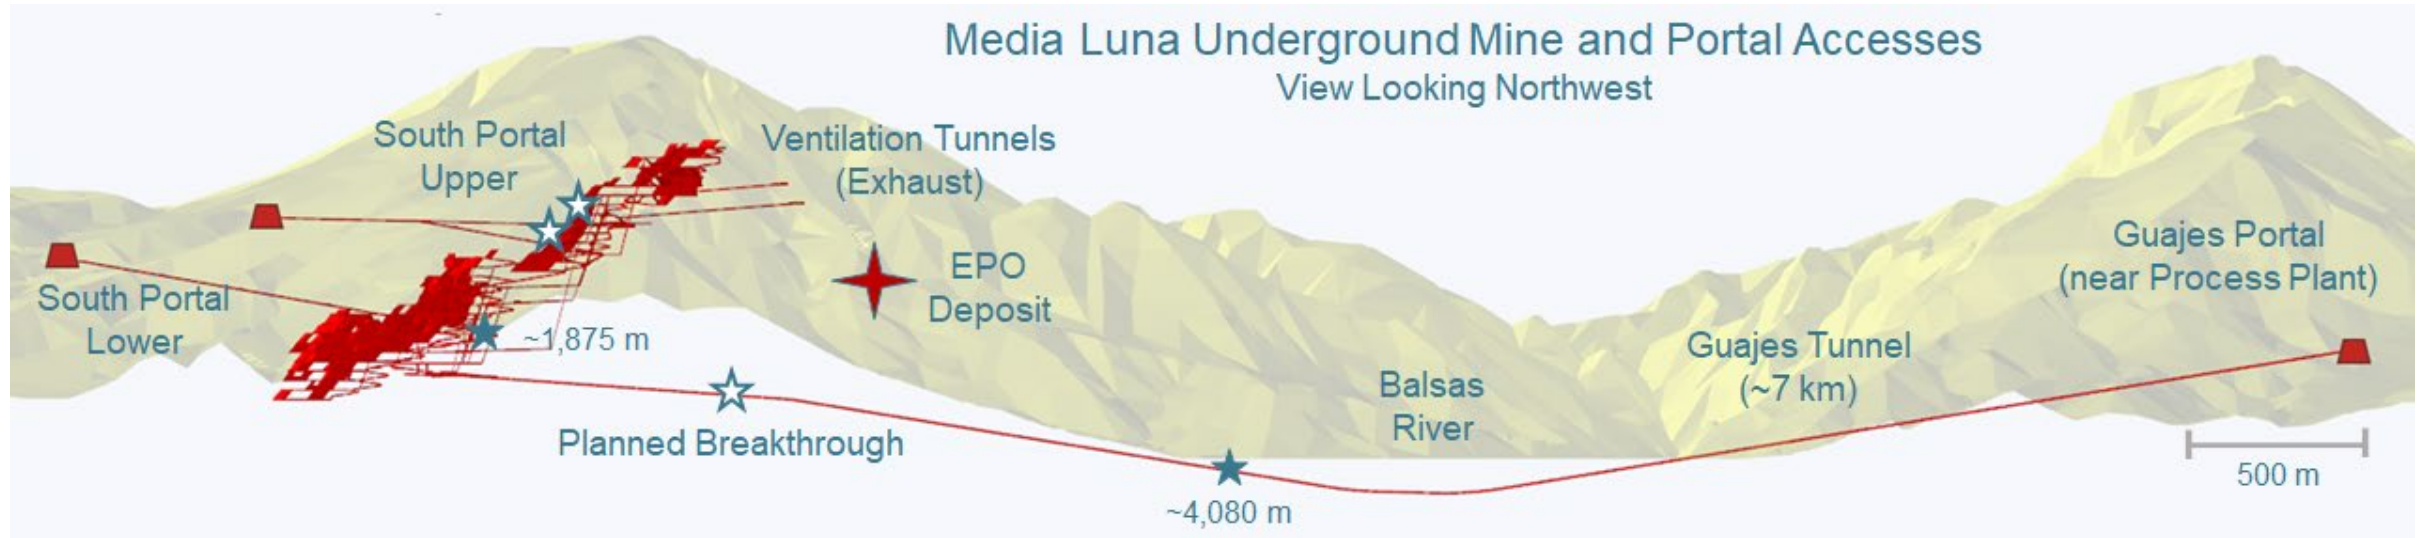 Media Luna Underground Mine and Portal Accesses
View Looking Northwest
South Portal
Upper
Ventilation Tunnels
(Exhaust)
South Portal
Lower
EPO
Deposit
~1,875 m
Planned Breakthrough
~4,080 m
Balsas
River
Guajes Tunnel
(~7 km)
Guajes Portal
(near Process Plant)
500 m